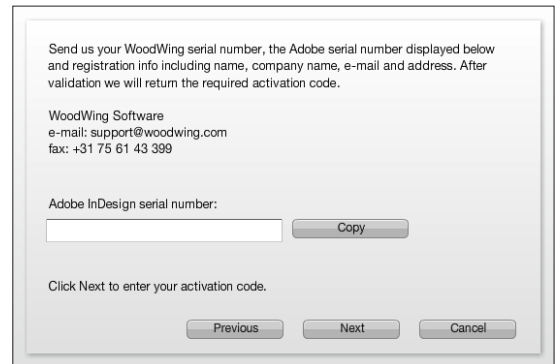 Send us your WoodWing serial number, the Adobe serial number displayed below
and registration info including name, company name, e-mail and address. After
validation we will return the required activation code.
WoodWing Software
e-mail: support@woodwing.com
fax: +31 75 61 43 399
Adobe InDesign serial number:
Copy
Click Next to enter your activation code.
Previous Next Cancel